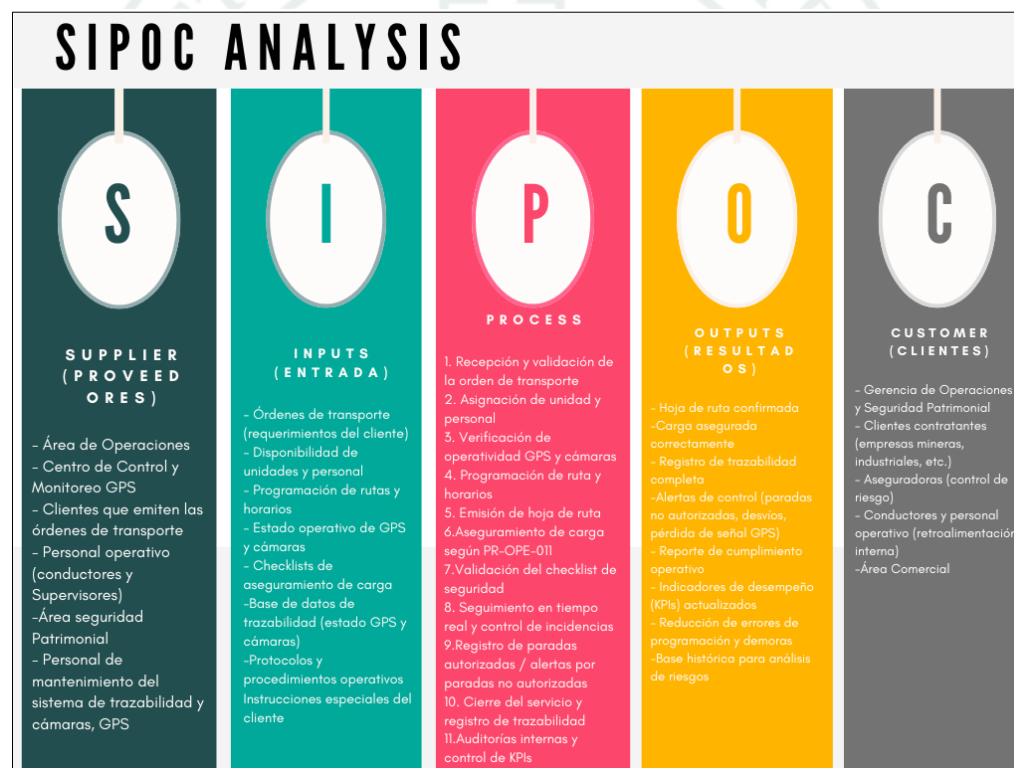 SIPOC ANALYSIS
S
SUPPLIER
(PROVEED
ORES)
- Área de Operaciones
- Centro de Control y
Monitoreo GPS
- Clientes que emiten las
órdenes de transporte
- Personal operativo
(conductores y
Supervisores)
-Área seguridad
Patrimonial
- Personal de
mantenimiento del
sistema de trazabilidad y
cámaras, GPS
I
INPUTS
(ENTRADA)
- Órdenes de transporte
(requerimientos del cliente)
- Disponibilidad de
unidades y personal
- Programación de rutas y
horarios
- Estado operativo de GPS
y cámaras
- Checklists de
aseguramiento de carga
-Base de datos de
trazabilidad (estado GPS y
cámaras)
-Protocolos y
procedimientos operativos
Instrucciones especiales del
cliente
P
PROCESS
1. Recepción y validación de
la orden de transporte
2. Asignación de unidad y
personal
3. Verificación de
operatividad GPS y cámaras
4. Programación de ruta y
horarios
5. Emisión de hoja de ruta
6.Aseguramiento de carga
según PR-OPE-011
7.Validación del checklist de
seguridad
8. Seguimiento en tiempo
real y control de incidencias
9.Registro de paradas
autorizadas / alertas por
paradas no autorizadas
10. Cierre del servicio y
registro de trazabilidad
11.Auditorías internas y
control de KPIs
O
OUTPUTS
(RESULTAD
OS)
- Hoja de ruta confirmada
-Carga asegurada
correctamente
- Registro de trazabilidad
completa
-Alertas de control (paradas
no autorizadas, desvíos,
pérdida de señal GPS)
- Reporte de cumplimiento
operativo
- Indicadores de desempeño
(KPIs) actualizados
- Reducción de errores de
programación y demoras
-Base histórica para análisis
de riesgos
C
CUSTOMER
(CLIENTES)
- Gerencia de Operaciones
y Seguridad Patrimonial
- Clientes contratantes
(empresas mineras,
industriales, etc.)
- Aseguradoras (control de
riesgo)
- Conductores y personal
operativo (retroalimentación
interna)
-Área Comercial